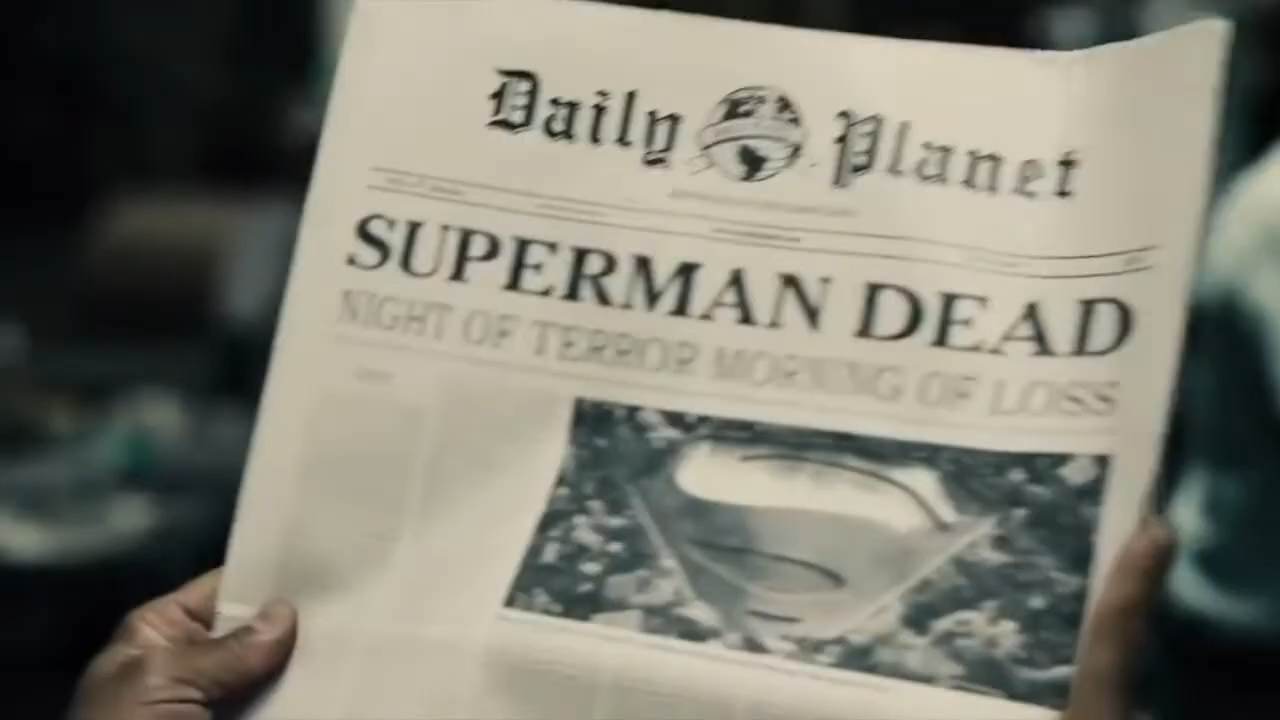 Daily Planet
SUPERMAN DEAD
NIGHT OF TERROR MORNING OF LOSS